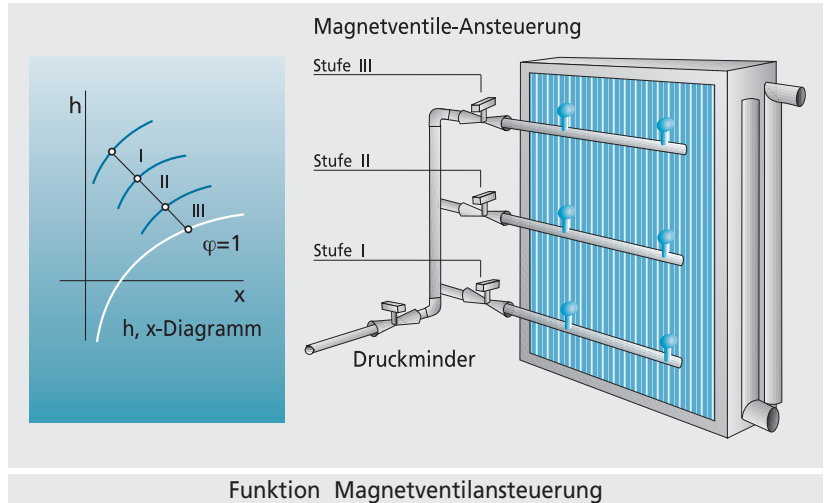 Magnetventile-Ansteuerung
Stufe III
Stufe II
Stufe I
Druckminder
h
I
II
III
φ=1
x
h, x-Diagramm
Funktion Magnetventilansteuerung